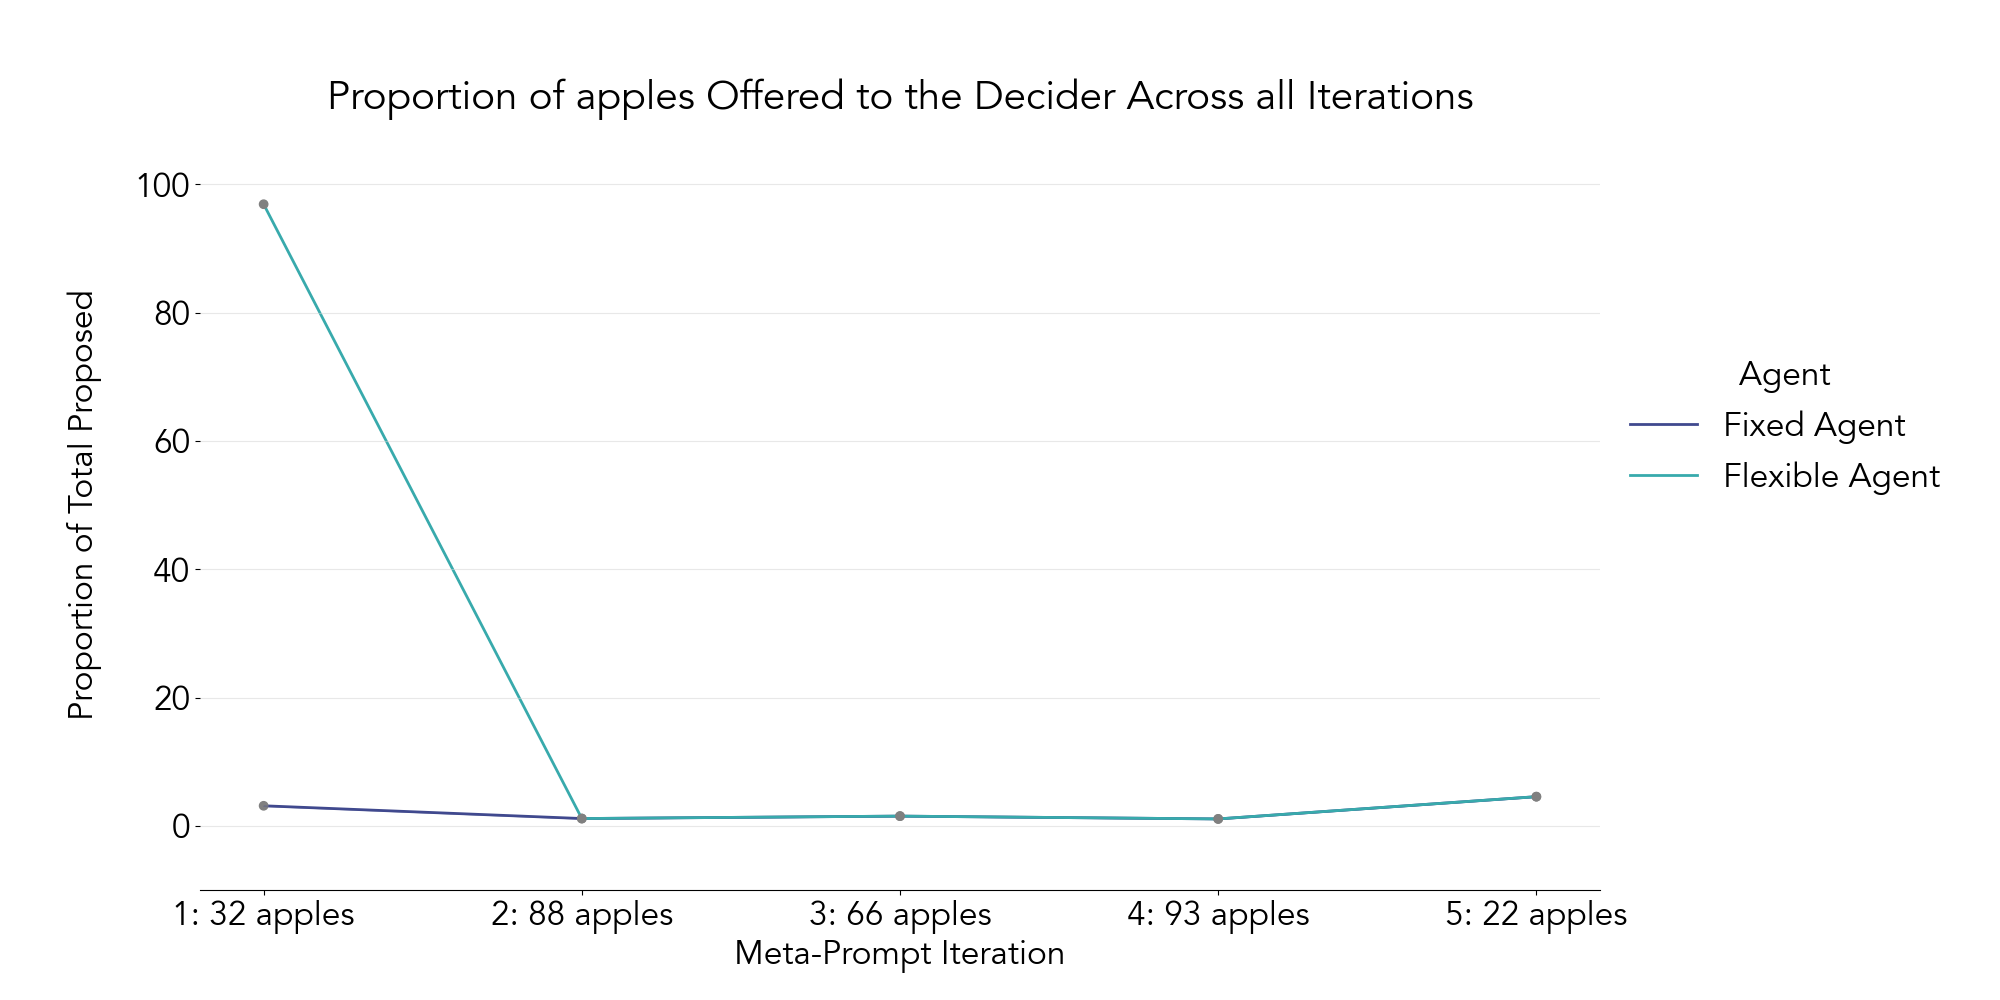 Proportion of apples Offered to the Decider Across all Iterations
Proportion of Total Proposed
100
80
60
40
20
0
1: 32 apples
2: 88 apples
3: 66 apples
4: 93 apples
5: 22 apples
Meta-Prompt Iteration
Agent
Fixed Agent
Flexible Agent